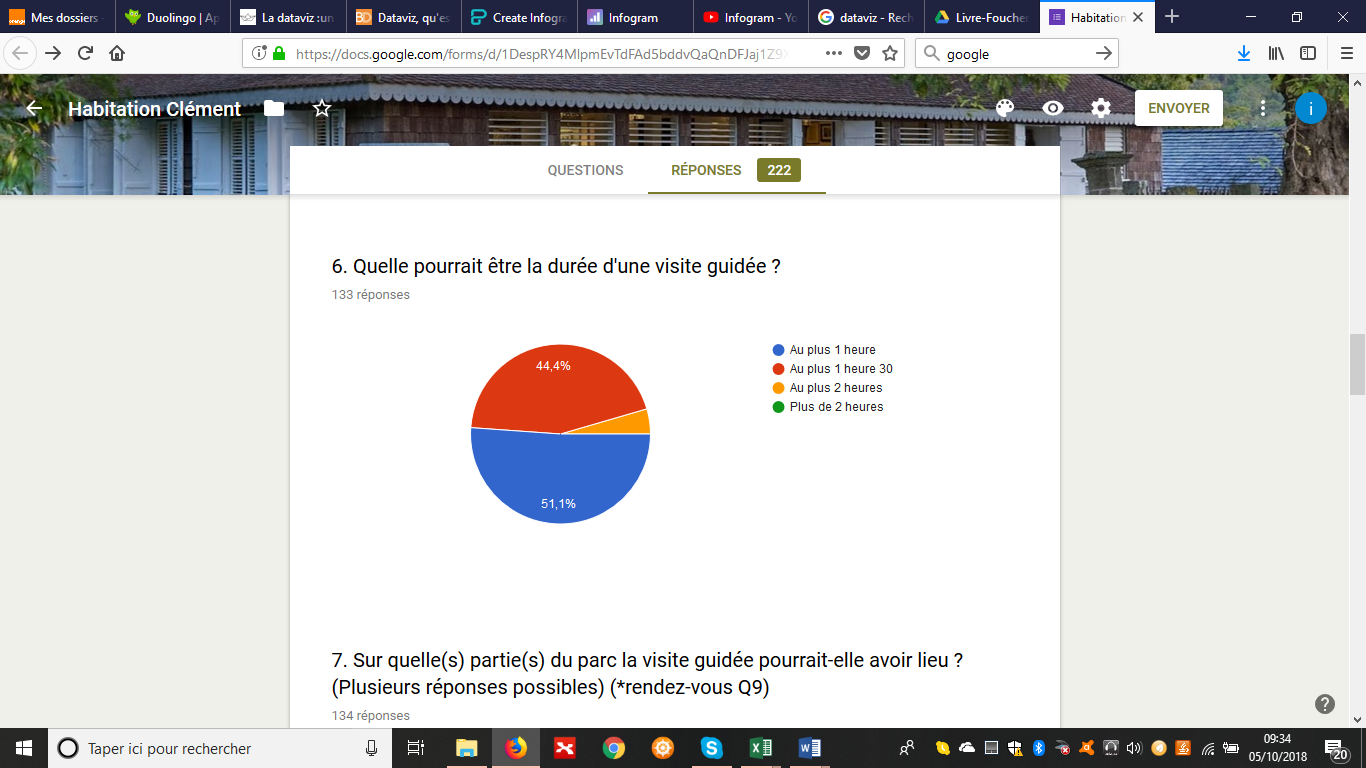 Mes dossiers
Duolingo | Ap
La dataviz : un
Dataviz, qu'es
Create Infogra
Infogram
Infogram - Yo
dataviz - Rech
Livre-Foucher
Habitation
https://docs.google.com/forms/d/1DespRY4MlpmEvTdFAd5bddvQaQnDFJaj1Z9X
google
Habitation Clément
ENVOYER
i
QUESTIONS
RÉPONSES
222
6. Quelle pourrait être la durée d'une visite guidée ?
133 réponses
44,4%
51,1%
Au plus 1 heure
Au plus 1 heure 30
Au plus 2 heures
Plus de 2 heures
7. Sur quelle(s) partie(s) du parc la visite guidée pourrait-elle avoir lieu ?
(Plusieurs réponses possibles) (*rendez-vous Q9)
134 réponses
Taper ici pour rechercher
09:34
05/10/2018
20